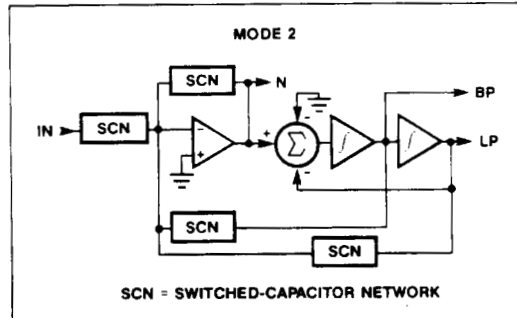 MODE 2
SCN
N
BP
IN
SCN
-
+
+
-
Σ
-
∫
∫
LP
SCN
SCN
SCN = SWITCHED-CAPACITOR NETWORK